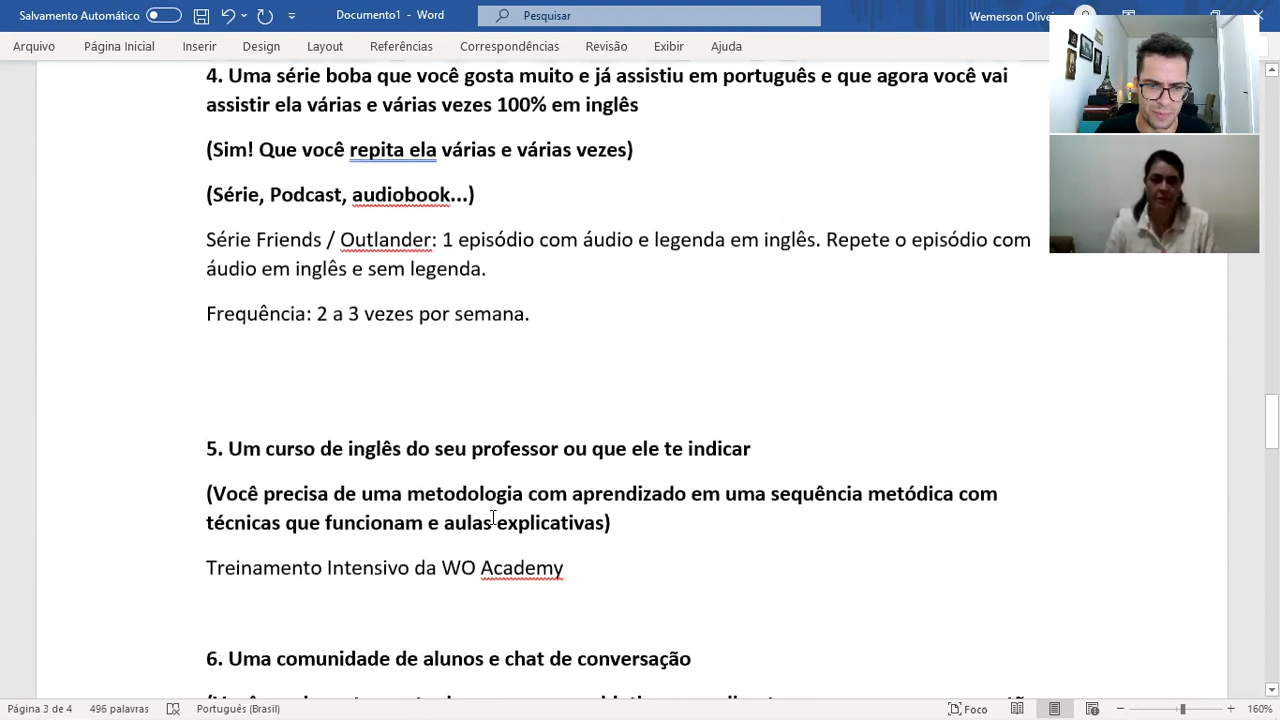 Salvamento Automático
Documento2
Pesquisar
Wemerson Olive
Arquivo
Página Inicial
Inserir
Design
Layout
Referências
Correspondências
Revisão
Exibir
Ajuda
4. Uma série boba que você gosta muito e já assistiu em português e que agora você vai
assistir ela várias e várias vezes 100% em inglês
(Sim! Que você repita ela várias e várias vezes)
(Série, Podcast, audiobook...)
Série Friends / Outlander: 1 episódio com áudio e legenda em inglês. Repete o episódio com
áudio em inglês e sem legenda.
Frequência: 2 a 3 vezes por semana.
5. Um curso de inglês do seu professor ou que ele te indicar
(Você precisa de uma metodologia com aprendizado em uma sequência metódica com
técnicas que funcionam e aulas explicativas)
Treinamento Intensivo da WO Academy
6. Uma comunidade de alunos e chat de conversação
Página 3 de 4
496 palavras
Português (Brasil)
Foco
160%